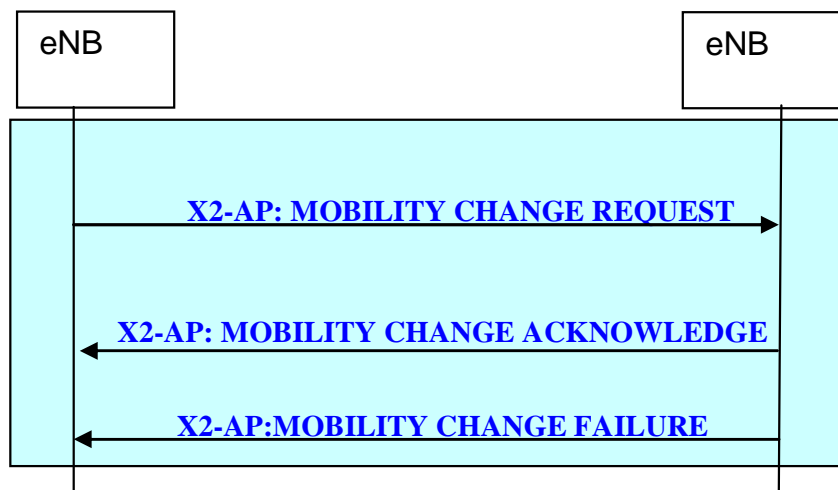 eNB
eNB
X2-AP: MOBILITY CHANGE REQUEST
X2-AP: MOBILITY CHANGE ACKNOWLEDGE
X2-AP:MOBILITY CHANGE FAILURE